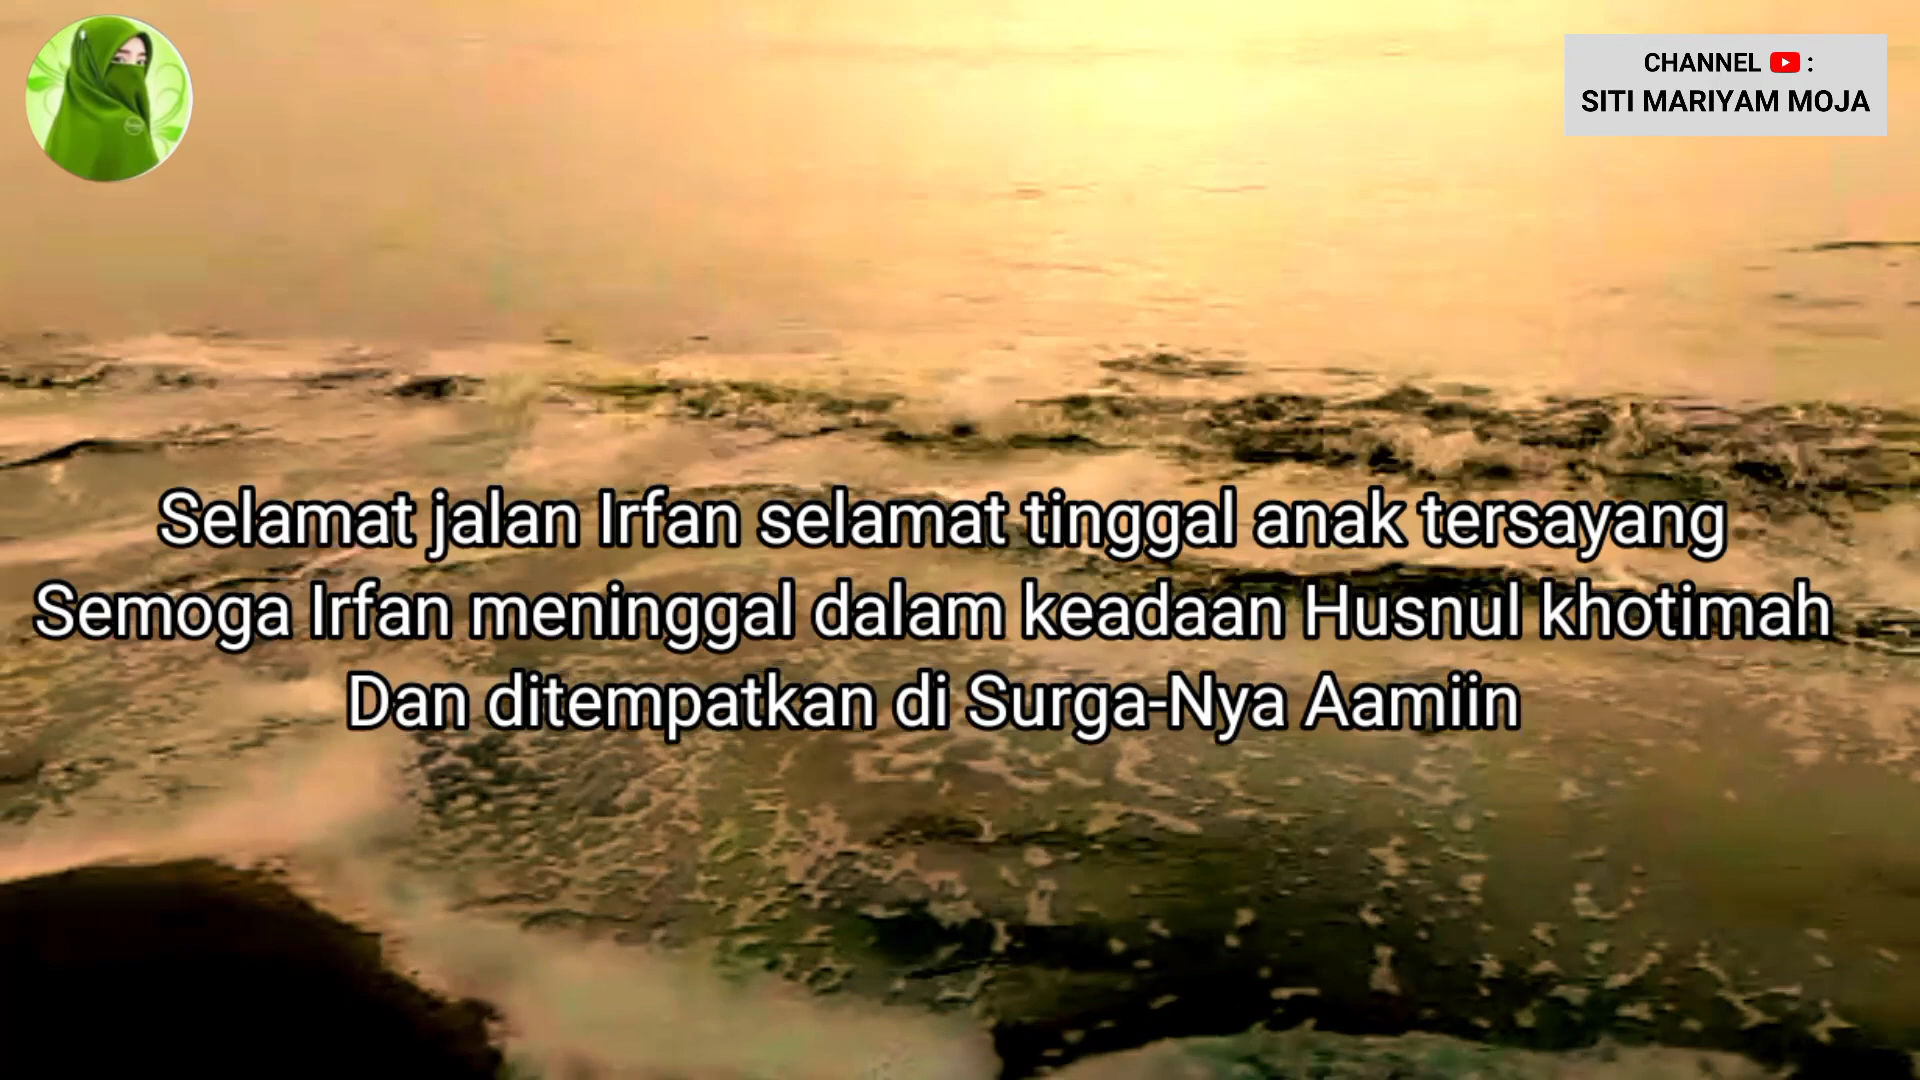 CHANNEL :
SITI MARIYAM MOJA
Selamat jalan Irfan selamat tinggal anak tersayang
Semoga Irfan meninggal dalam keadaan Husnul khotimah
Dan ditempatkan di Surga-Nya Aamiin